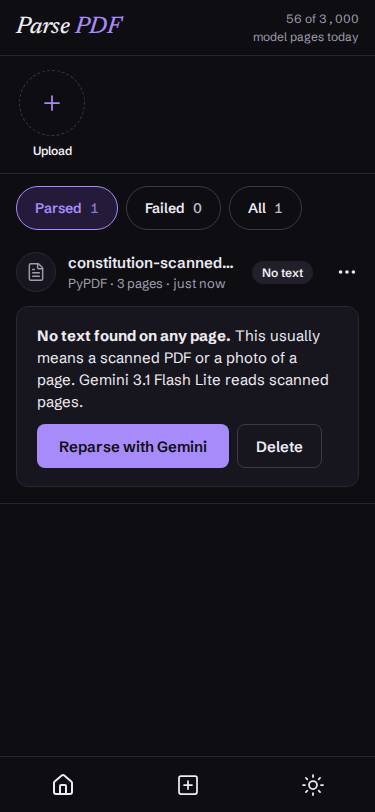 Parse PDF
56 of 3,000
model pages today
Upload
Parsed 1
Failed 0
All 1
constitution-scanned...
PyPDF · 3 pages · just now
No text
No text found on any page. This usually
means a scanned PDF or a photo of a
page. Gemini 3.1 Flash Lite reads scanned
pages.
Reparse with Gemini
Delete